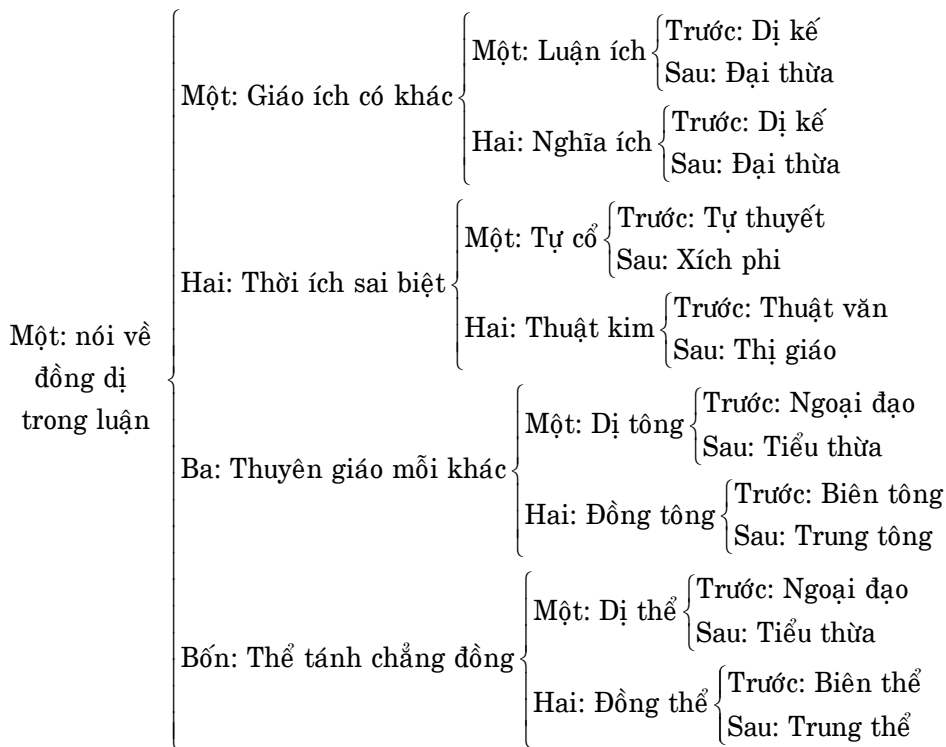 Một: nói về
đồng dị
trong luận
Một: Giáo ích có khác
Một: Luận ích
Trước: Dị kế
Sau: Đại thừa
Hai: Nghĩa ích
Trước: Dị kế
Sau: Đại thừa
Hai: Thời ích sai biệt
Một: Tự cổ
Trước: Tự thuyết
Sau: Xích phi
Hai: Thuật kim
Trước: Thuật văn
Sau: Thị giáo
Ba: Thuyên giáo mỗi khác
Một: Dị tông
Trước: Ngoại đạo
Sau: Tiểu thừa
Hai: Đồng tông
Trước: Biên tông
Sau: Trung tông
Bốn: Thể tánh chẳng đồng
Một: Dị thể
Trước: Ngoại đạo
Sau: Tiểu thừa
Hai: Đồng thể
Trước: Biên thể
Sau: Trung thể